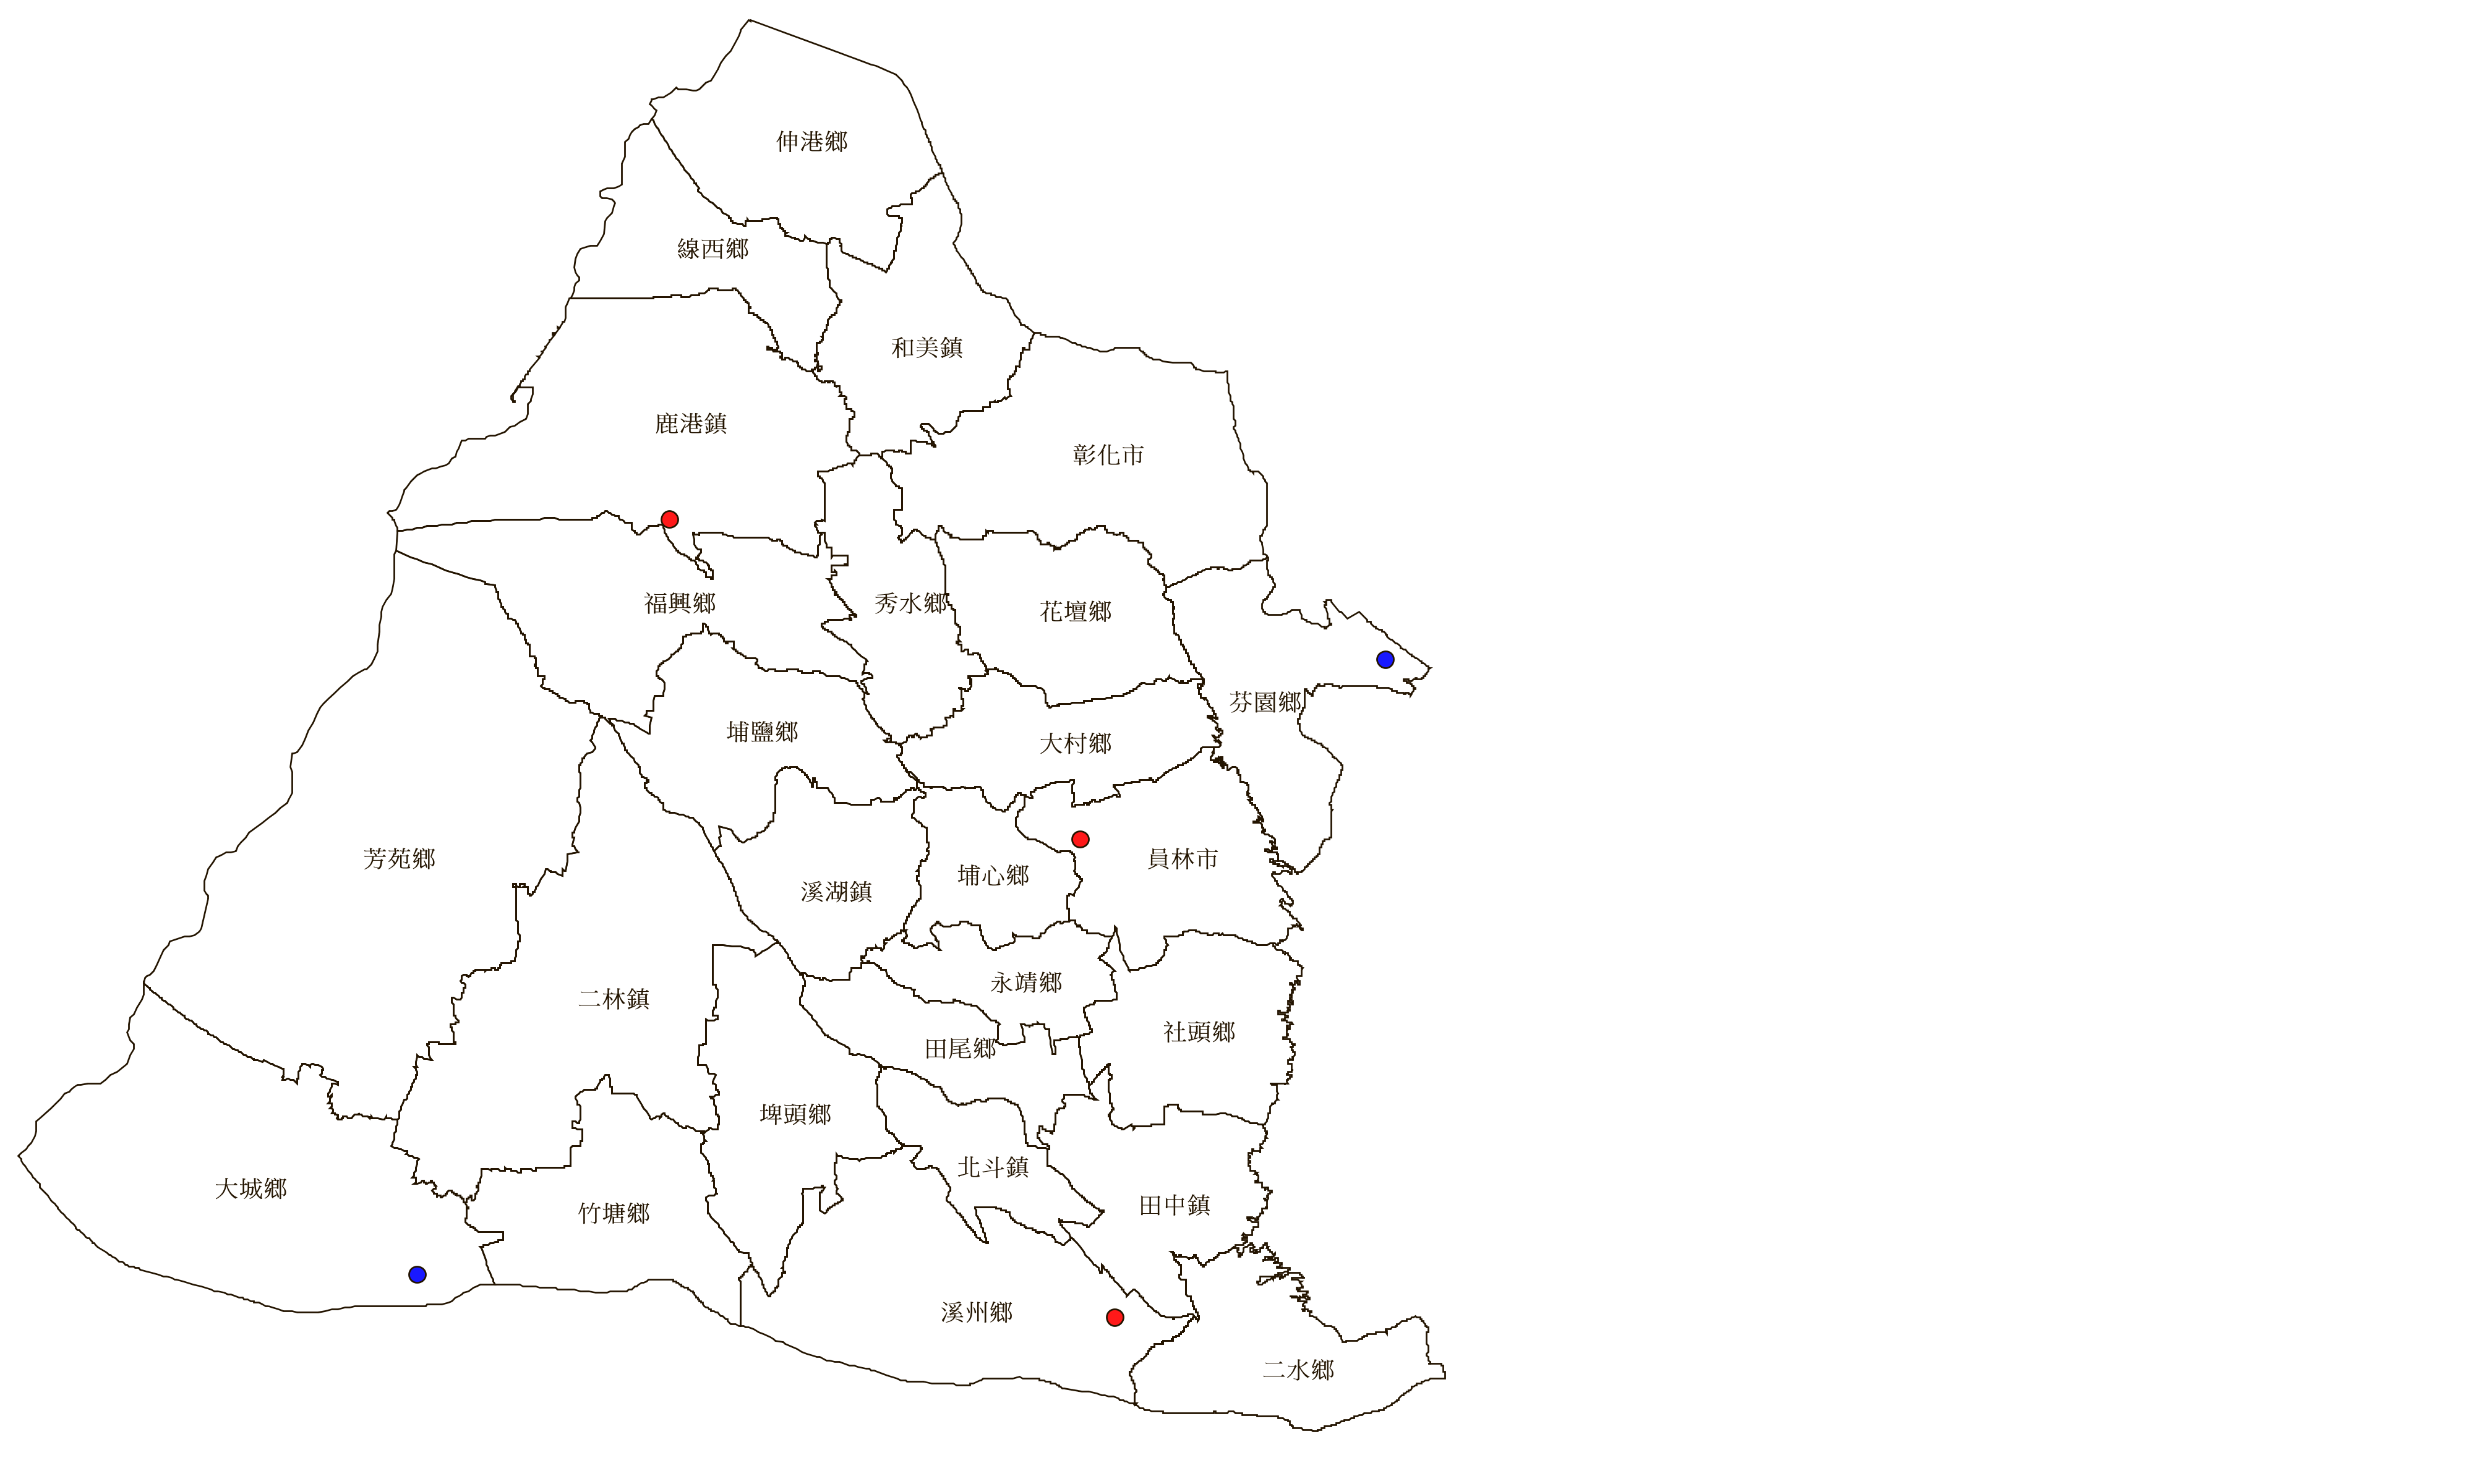 伸港鄉
線西鄉
和美鎮
鹿港鎮
彰化市
福興鄉
秀水鄉
花壇鄉
芬園鄉
埔鹽鄉
大村鄉
芳苑鄉
溪湖鎮
埔心鄉
員林市
二林鎮
永靖鄉
社頭鄉
田尾鄉
埤頭鄉
北斗鎮
大城鄉
竹塘鄉
田中鎮
溪州鄉
二水鄉